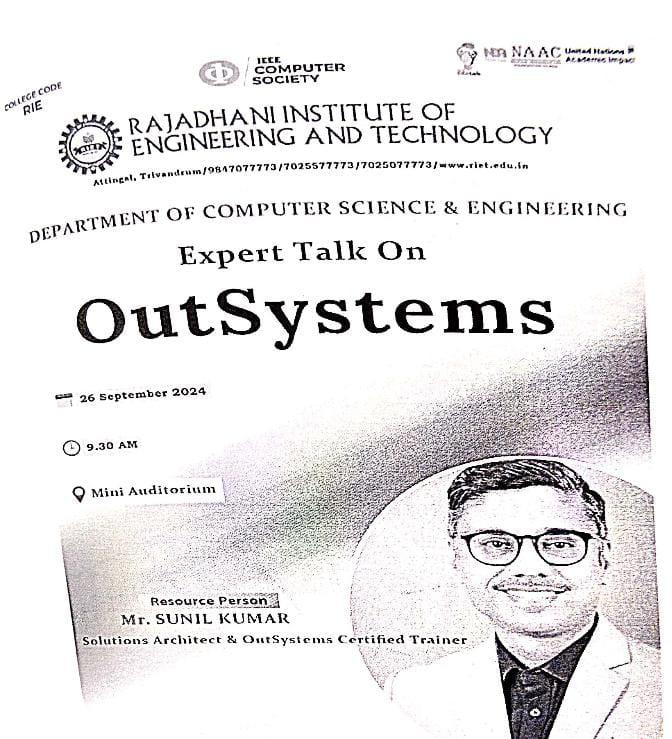 IEEE
COMPUTER
SOCIETY
NAAC
United Nations
Academic Impact
COLLEGE CODE
RIE
RAJADHANI INSTITUTE OF
ENGINEERING AND TECHNOLOGY
Attingal, Trivandrum/9847077773/7025577773/7025077773/www.riet.edu.in
DEPARTMENT OF COMPUTER SCIENCE & ENGINEERING
Expert Talk On
OutSystems
26 September 2024
9.30 AM
Mini Auditorium
Resource Person
Mr. SUNIL KUMAR
Solutions Architect & OutSystems Certified Trainer